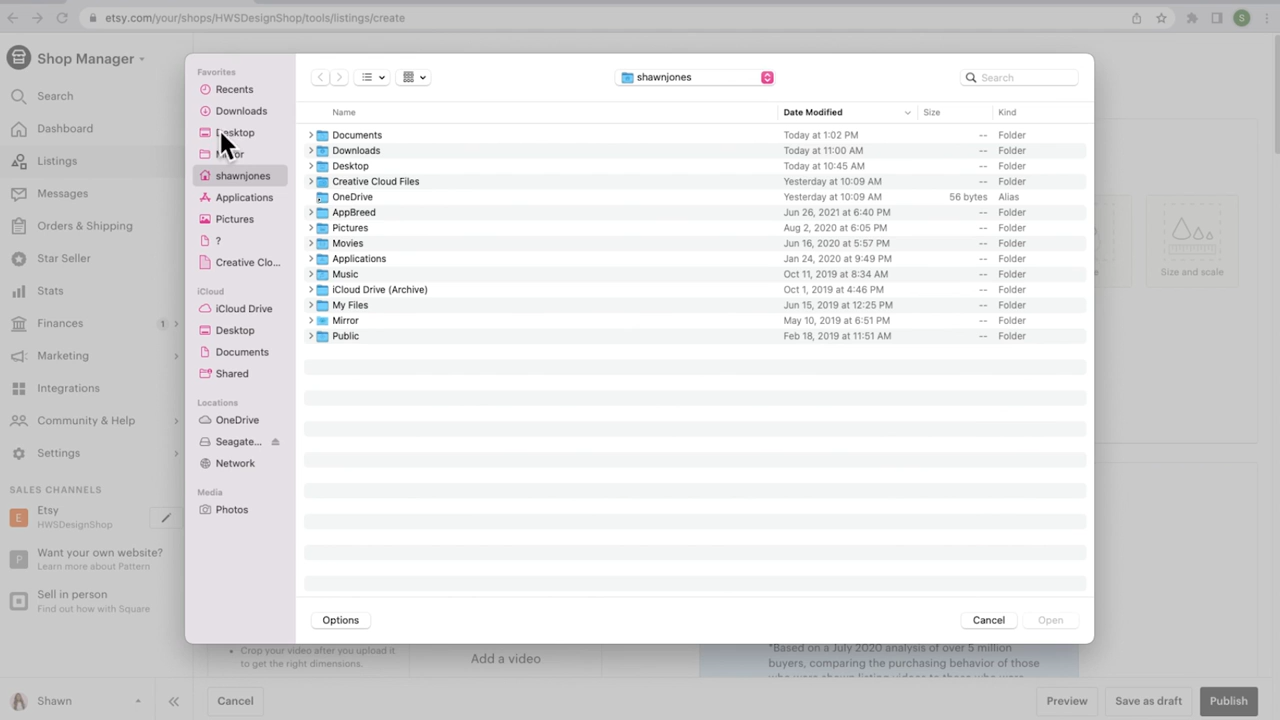 etsy.com/your/shops/HWSDesignShop/tools/listings/create
S
Shop Manager
Search
Dashboard
Listings
Messages
Orders & Shipping
Star Seller
Stats
Finances 1
Marketing
Integrations
Community & Help
Settings
SALES CHANNELS
E
Etsy
HWSDesignShop
P
Want your own website?
Learn more about Pattern
Sell in person
Find out how with Square
Shawn
Favorites
Recents
Downloads
Desktop
shawnjones
Applications
Pictures
?
Creative Clo...
iCloud
iCloud Drive
Desktop
Documents
Shared
Locations
OneDrive
Seagate...
Network
Media
Photos
shawnjones
Search
Name Date Modified Size Kind
Documents Today at 1:02 PM -- Folder
Downloads Today at 11:00 AM -- Folder
Desktop Today at 10:45 AM -- Folder
Creative Cloud Files Yesterday at 10:09 AM -- Folder
OneDrive Yesterday at 10:09 AM 56 bytes Alias
AppBreed Jun 26, 2021 at 6:40 PM -- Folder
Pictures Aug 2, 2020 at 6:05 PM -- Folder
Movies Jun 16, 2020 at 5:57 PM -- Folder
Applications Jan 24, 2020 at 9:49 PM -- Folder
Music Oct 11, 2019 at 8:34 AM -- Folder
iCloud Drive (Archive) Oct 1, 2019 at 4:46 PM -- Folder
My Files Jun 15, 2019 at 12:25 PM -- Folder
Mirror May 10, 2019 at 6:51 PM -- Folder
Public Feb 18, 2019 at 11:51 AM -- Folder
Options
Cancel
Open
Size and scale
• Crop your video after you upload it to get the right dimensions.
Add a video
*Based on a July 2020 analysis of over 5 million
buyers, comparing the purchasing behavior of those
Cancel
Preview
Save as draft
Publish